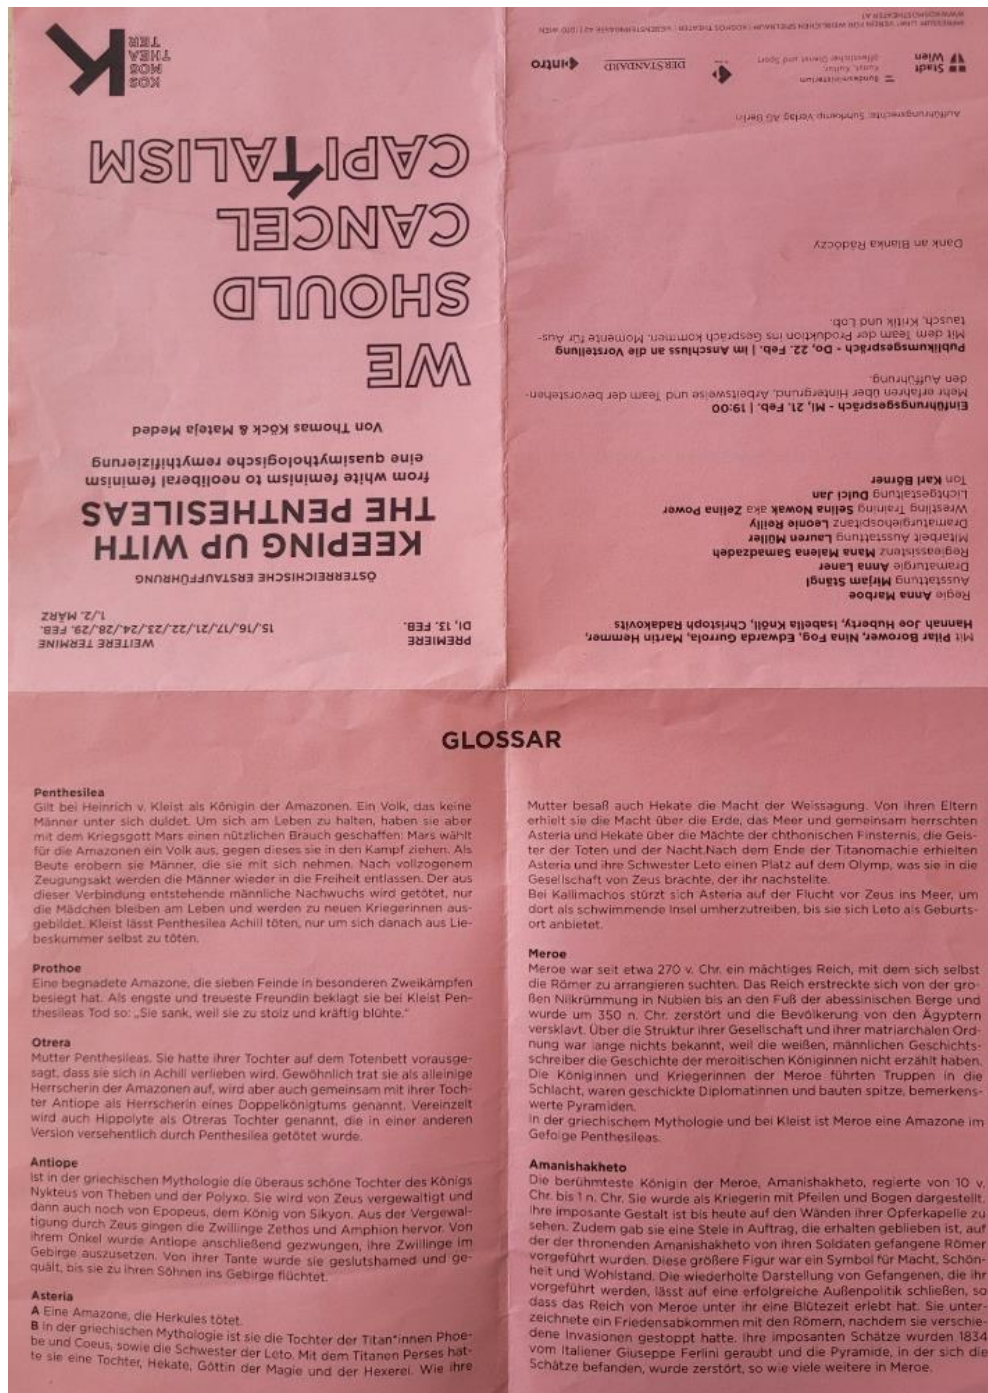 KOS
MOS
THEA
TER
WE
SHOULD
CANCEL
CAPITALISM
Von Thomas Köck & Mateja Meded
KEEPING UP WITH
THE PENTHESILEAS
from white feminism to neoliberal feminism
eine quasimythologische remythifizierung
ÖSTERREICHISCHE ERSTAUFFÜHRUNG
PREMIERE
DI, 13. FEB.
WEITERE TERMINE
15./16./17./21./22./23./24./28./29. FEB.
1./2. MÄRZ
Mit Pilar Borower, Nina Fog, Edwarda Gurrola, Martin Hemmer,
Hannah Joe Huberty, Isabella Knöll, Christoph Radakovits
Regie Anna Marboe
Ausstattung Mirjam Stängl
Dramaturgie Anna Laner
Regieassistenz Mana Malena Samadzadeh
Mitarbeit Ausstattung Lauren Müller
Dramaturgiehospitanz Leonie Reilly
Wrestling Training Selina Nowak aka Zelina Power
Lichtgestaltung Dulci Jan
Ton Karl Börner
Einführungsgespräch - Mi, 21. Feb. | 19:00
Mehr erfahren über Hintergrund, Arbeitsweise und Team der bevorstehen-
den Aufführung.
Publikumsgespräch - Do, 22. Feb. | im Anschluss an die Vorstellung
Mit dem Team der Produktion ins Gespräch kommen. Momente für Aus-
tausch, Kritik und Lob.
Dank an Blanka Rádóczy
Aufführungsrechte: Suhrkamp Verlag AG Berlin
Stadt
Wien
Bundesministerium
Kunst, Kultur,
öffentlicher Dienst und Sport
DER STANDARD
intro
IMPRESSUM: LINK* VEREIN FÜR WEIBLICHEN SPIELRAUM | KOSMOS THEATER | SIEBENSTERNGASSE 42 | 1070 WIEN
WWW.KOSMOSTHEATER.AT
GLOSSAR
Penthesilea
Gilt bei Heinrich v. Kleist als Königin der Amazonen. Ein Volk, das keine
Männer unter sich duldet. Um sich am Leben zu halten, haben sie aber
mit dem Kriegsgott Mars einen nützlichen Brauch geschaffen: Mars wählt
für die Amazonen ein Volk aus, gegen dieses sie in den Kampf ziehen. Als
Beute erobern sie Männer, die sie mit sich nehmen. Nach vollzogenem
Zeugungsakt werden die Männer wieder in die Freiheit entlassen. Der aus
dieser Verbindung entstehende männliche Nachwuchs wird getötet, nur
die Mädchen bleiben am Leben und werden zu neuen Kriegerinnen aus-
gebildet. Kleist lässt Penthesilea Achill töten, nur um sich danach aus Lie-
beskummer selbst zu töten.
Prothoe
Eine begnadete Amazone, die sieben Feinde in besonderen Zweikämpfen
besiegt hat. Als engste und treueste Freundin beklagt sie bei Kleist Pen-
thesileas Tod so: „Sie sank, weil sie zu stolz und kräftig blühte.“
Otrera
Mutter Penthesileas. Sie hatte ihrer Tochter auf dem Totenbett vorausge-
sagt, dass sie sich in Achill verlieben wird. Gewöhnlich trat sie als alleinige
Herrscherin der Amazonen auf, wird aber auch gemeinsam mit ihrer Toch-
ter Antiope als Herrscherin eines Doppelkönigtums genannt. Vereinzelt
wird auch Hippolyte als Otreras Tochter genannt, die in einer anderen
Version versehentlich durch Penthesilea getötet wurde.
Antiope
Ist in der griechischen Mythologie die überaus schöne Tochter des Königs
Nykteus von Theben und der Polyxo. Sie wird von Zeus vergewaltigt und
dann auch noch von Epopeus, dem König von Sikyon. Aus der Vergewal-
tigung durch Zeus gingen die Zwillinge Zethos und Amphion hervor. Von
ihrem Onkel wurde Antiope anschließend gezwungen, ihre Zwillinge im
Gebirge auszusetzen. Von ihrer Tante wurde sie geslutshamed und ge-
quält, bis sie zu ihren Söhnen ins Gebirge flüchtet.
Asteria
A Eine Amazone, die Herkules tötet.
B In der griechischen Mythologie ist sie die Tochter der Titan*innen Phoe-
be und Coeus, sowie die Schwester der Leto. Mit dem Titanen Perses hat-
te sie eine Tochter, Hekate, Göttin der Magie und der Hexerei. Wie ihre
Mutter besaß auch Hekate die Macht der Weissagung. Von ihren Eltern
erhielt sie die Macht über die Erde, das Meer und gemeinsam herrschten
Asteria und Hekate über die Mächte der chthonischen Finsternis, die Geis-
ter der Toten und der Nacht.Nach dem Ende der Titanomachie erhielten
Asteria und ihre Schwester Leto einen Platz auf dem Olymp, was sie in die
Gesellschaft von Zeus brachte, der ihr nachstellte.
Bei Kallimachos stürzt sich Asteria auf der Flucht vor Zeus ins Meer, um
dort als schwimmende Insel umherzutreiben, bis sie sich Leto als Geburts-
ort anbietet.
Meroe
Meroe war seit etwa 270 v. Chr. ein mächtiges Reich, mit dem sich selbst
die Römer zu arrangieren suchten. Das Reich erstreckte sich von der gro-
ßen Nilkrümmung in Nubien bis an den Fuß der abessinischen Berge und
wurde um 350 n. Chr. zerstört und die Bevölkerung von den Ägyptern
versklavt. Über die Struktur ihrer Gesellschaft und ihrer matriarchalen Ord-
nung war lange nichts bekannt, weil die weißen, männlichen Geschichts-
schreiber die Geschichte der meroitischen Königinnen nicht erzählt haben.
Die Königinnen und Kriegerinnen der Meroe führten Truppen in die
Schlacht, waren geschickte Diplomatinnen und bauten spitze, bemerkens-
werte Pyramiden.
In der griechischem Mythologie und bei Kleist ist Meroe eine Amazone im
Gefolge Penthesileas.
Amanishakheto
Die berühmteste Königin der Meroe, Amanishakheto, regierte von 10 v.
Chr. bis 1 n. Chr. Sie wurde als Kriegerin mit Pfeilen und Bogen dargestellt.
Ihre imposante Gestalt ist bis heute auf den Wänden ihrer Opferkapelle zu
sehen. Zudem gab sie eine Stele in Auftrag, die erhalten geblieben ist, auf
der der thronenden Amanishakheto von ihren Soldaten gefangene Römer
vorgeführt wurden. Diese größere Figur war ein Symbol für Macht, Schön-
heit und Wohlstand. Die wiederholte Darstellung von Gefangenen, die ihr
vorgeführt werden, lässt auf eine erfolgreiche Außenpolitik schließen, so
dass das Reich von Meroe unter ihr eine Blütezeit erlebt hat. Sie unter-
zeichnete ein Friedensabkommen mit den Römern, nachdem sie verschie-
dene Invasionen gestoppt hatte. Ihre imposanten Schätze wurden 1834
vom Italiener Giuseppe Ferlini geraubt und die Pyramide, in der sich die
Schätze befanden, wurde zerstört, so wie viele weitere in Meroe.